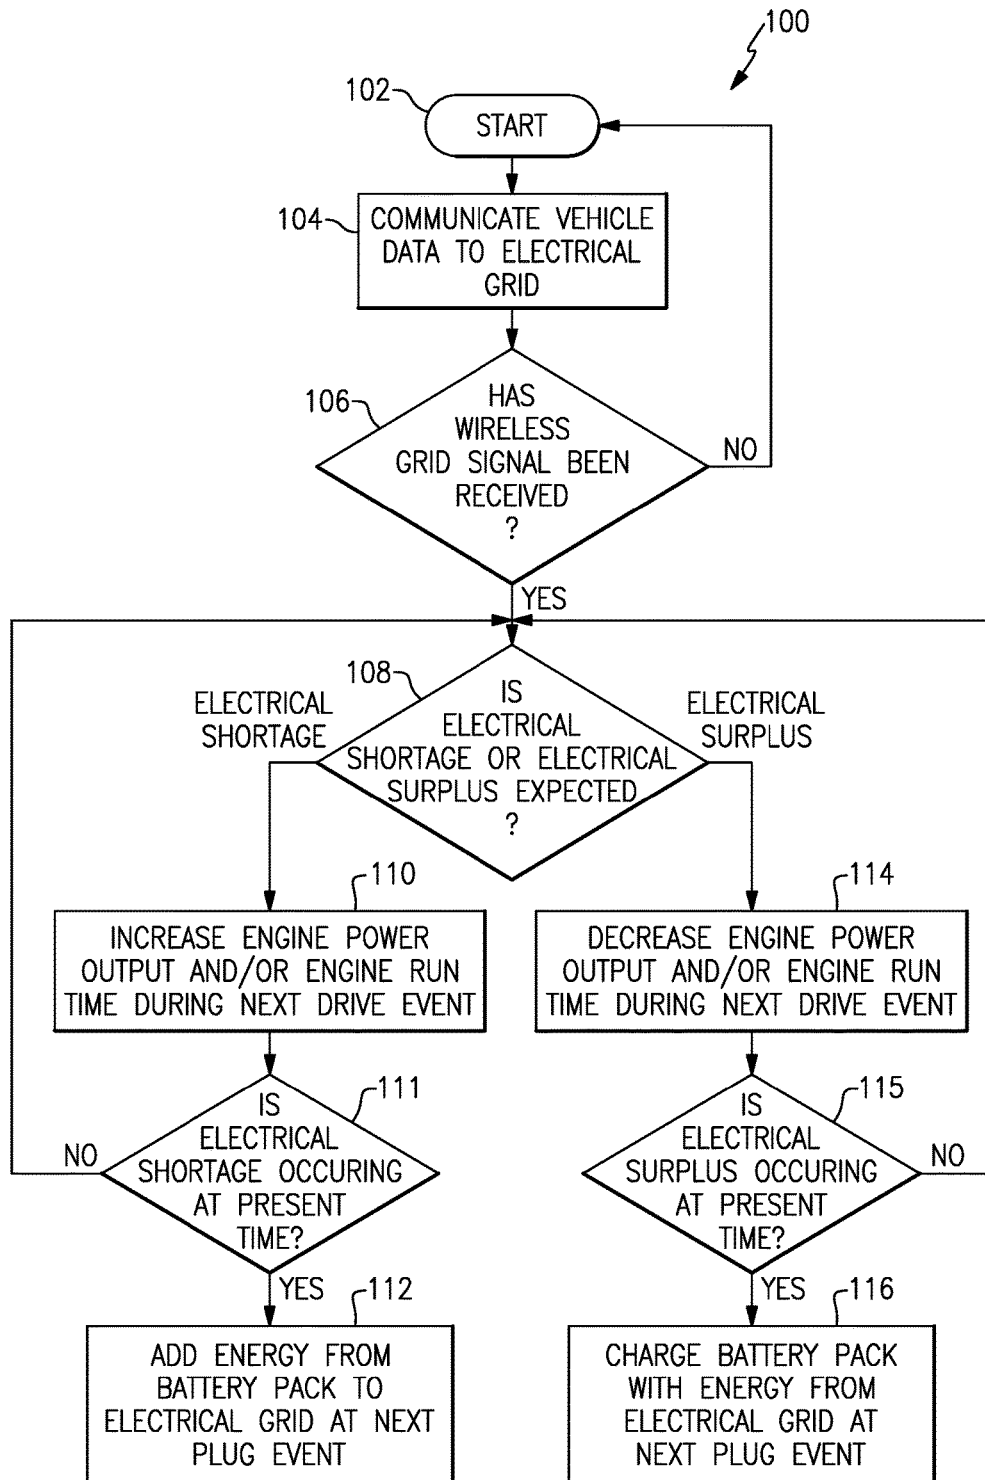 100
102
START
104
COMMUNICATE VEHICLE
DATA TO ELECTRICAL
GRID
106
HAS
WIRELESS
GRID SIGNAL BEEN
RECEIVED
?
NO
YES
108
IS
ELECTRICAL
SHORTAGE OR ELECTRICAL
SURPLUS EXPECTED
?
ELECTRICAL
SHORTAGE
ELECTRICAL
SURPLUS
110
INCREASE ENGINE POWER
OUTPUT AND/OR ENGINE RUN
TIME DURING NEXT DRIVE EVENT
114
DECREASE ENGINE POWER
OUTPUT AND/OR ENGINE RUN
TIME DURING NEXT DRIVE EVENT
111
IS
ELECTRICAL
SHORTAGE OCCURING
AT PRESENT
TIME?
NO
YES
115
IS
ELECTRICAL
SURPLUS OCCURING
AT PRESENT
TIME?
NO
YES
112
ADD ENERGY FROM
BATTERY PACK TO
ELECTRICAL GRID AT NEXT
PLUG EVENT
116
CHARGE BATTERY PACK
WITH ENERGY FROM
ELECTRICAL GRID AT
NEXT PLUG EVENT